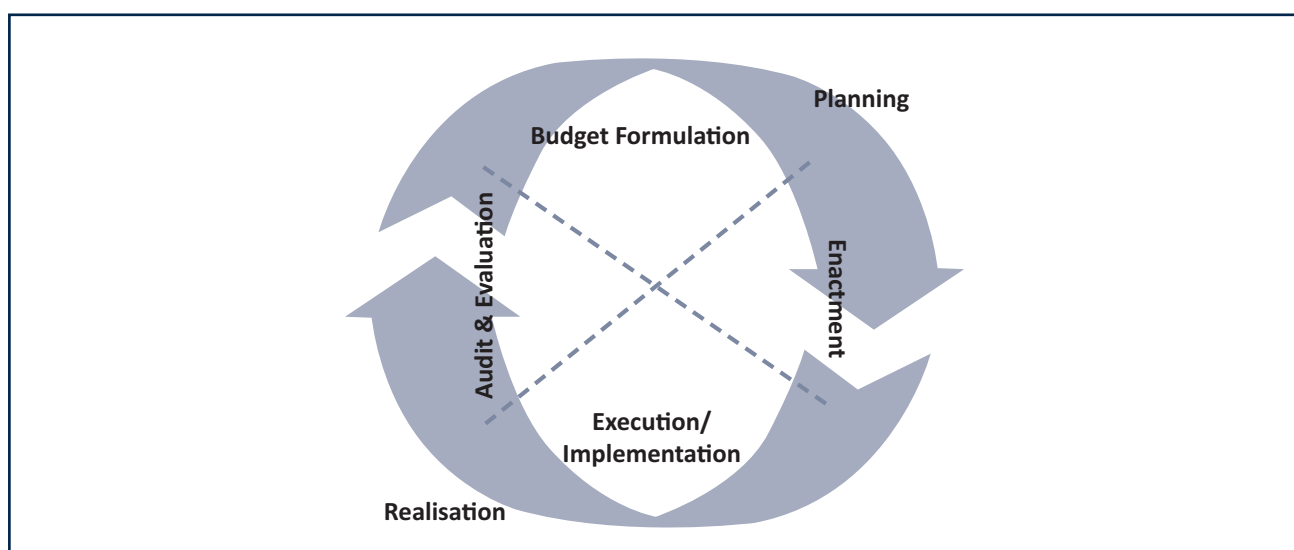 Planning
Budget Formulation
Enactment
Audit & Evaluation
Execution/
Implementation
Realisation